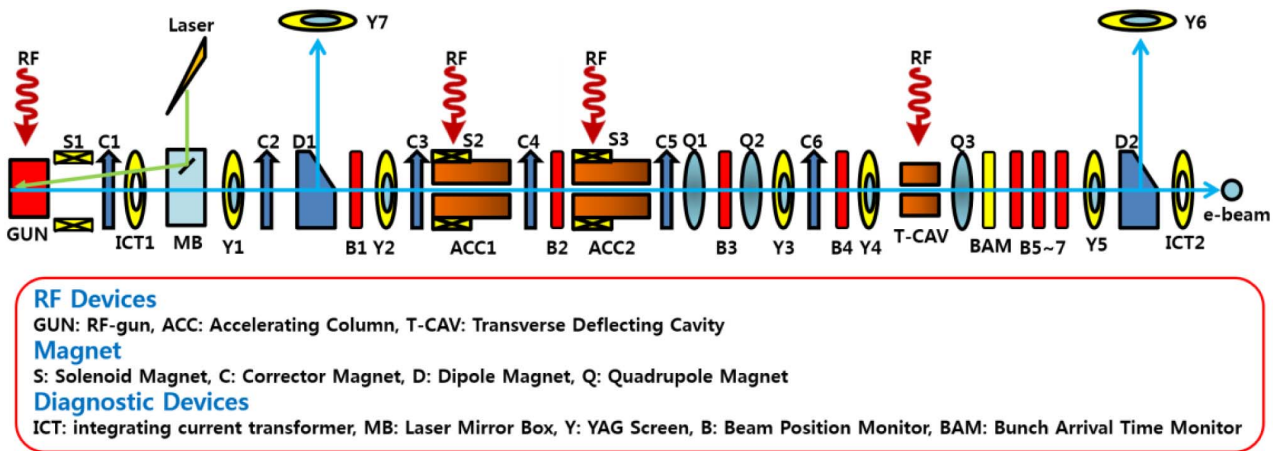 Laser
Y7
Y6
RF
RF
RF
RF
S1
C1
C2
D1
C3
S2
C4
S3
C5
Q1
Q2
C6
Q3
D2
GUN
ICT1
MB
Y1
B1
Y2
ACC1
B2
ACC2
B3
Y3
B4
Y4
T-CAV
BAM
B5~7
Y5
ICT2
e-beam
RF Devices
GUN: RF-gun, ACC: Accelerating Column, T-CAV: Transverse Deflecting Cavity
Magnet
S: Solenoid Magnet, C: Corrector Magnet, D: Dipole Magnet, Q: Quadrupole Magnet
Diagnostic Devices
ICT: integrating current transformer, MB: Laser Mirror Box, Y: YAG Screen, B: Beam Position Monitor, BAM: Bunch Arrival Time Monitor